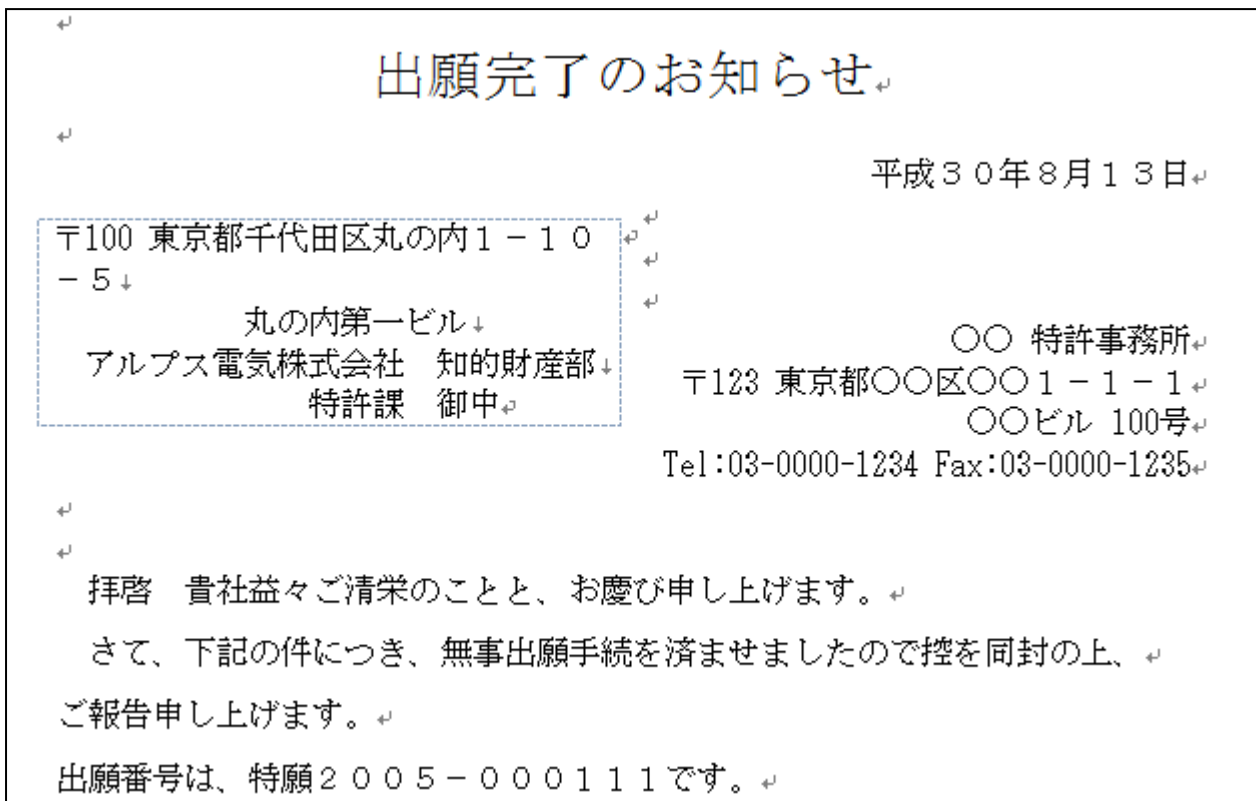 出願完了のお知らせ
平成３０年８月１３日
〒100 東京都千代田区丸の内１－１０
－５
丸の内第一ビル
アルプス電気株式会社　知的財産部
特許課　御中
〇〇 特許事務所
〒123 東京都〇〇区〇〇１－１－１
〇〇ビル 100号
Tel:03-0000-1234 Fax:03-0000-1235
拝啓　貴社益々ご清栄のことと、お慶び申し上げます。
さて、下記の件につき、無事出願手続を済ませましたので控を同封の上、
ご報告申し上げます。
出願番号は、特願２００５－０００１１１です。